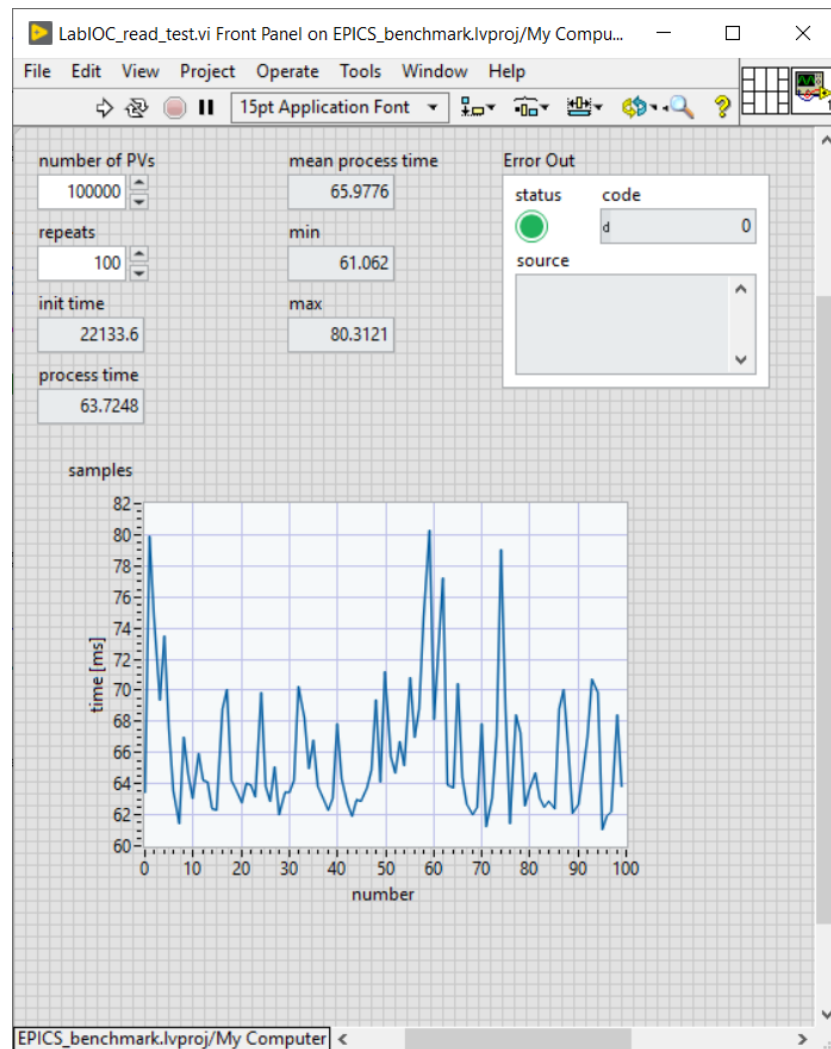 LabIOC_read_test.vi Front Panel on EPICS_benchmark.lvproj/My Compu...
File Edit View Project Operate Tools Window Help
15pt Application Font
number of PVs
100000
repeats
100
init time
22133.6
process time
63.7248
mean process time
65.9776
min
61.062
max
80.3121
Error Out
status code
d 0
source
samples
82
80
78
76
74
72
70
68
66
64
62
60
time [ms]
0 10 20 30 40 50 60 70 80 90 100
number
EPICS_benchmark.lvproj/My Computer